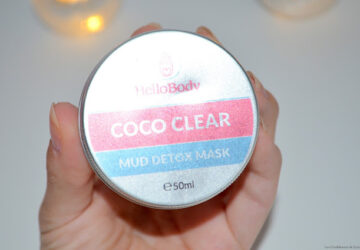 HelloBody
COCO CLEAR
MUD DETOX MASK
℮50ml